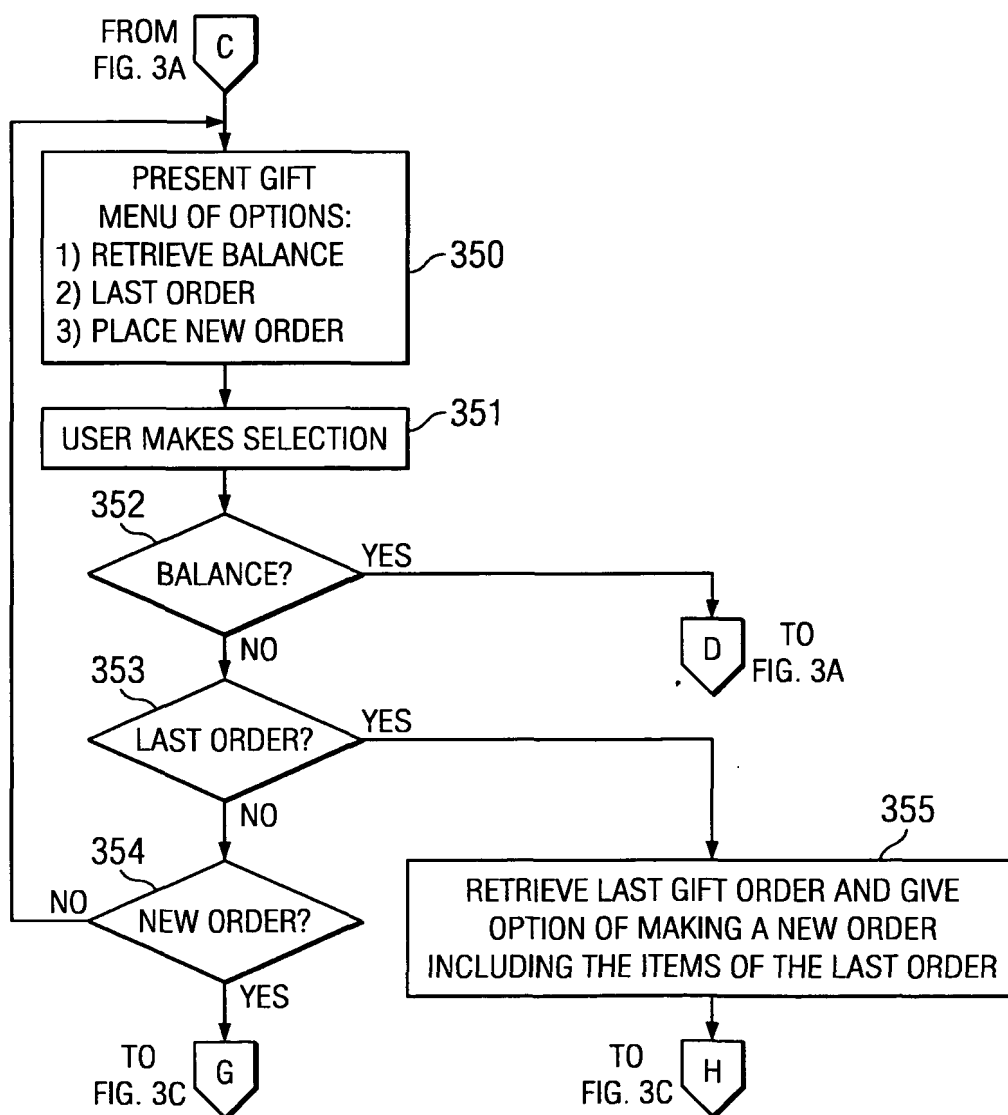 FROM
FIG. 3A
C
PRESENT GIFT
MENU OF OPTIONS:
1) RETRIEVE BALANCE
2) LAST ORDER
3) PLACE NEW ORDER
350
USER MAKES SELECTION
351
352
BALANCE?
YES
NO
D
TO
FIG. 3A
353
LAST ORDER?
YES
NO
354
NEW ORDER?
NO
YES
355
RETRIEVE LAST GIFT ORDER AND GIVE
OPTION OF MAKING A NEW ORDER
INCLUDING THE ITEMS OF THE LAST ORDER
TO
FIG. 3C
G
TO
FIG. 3C
H